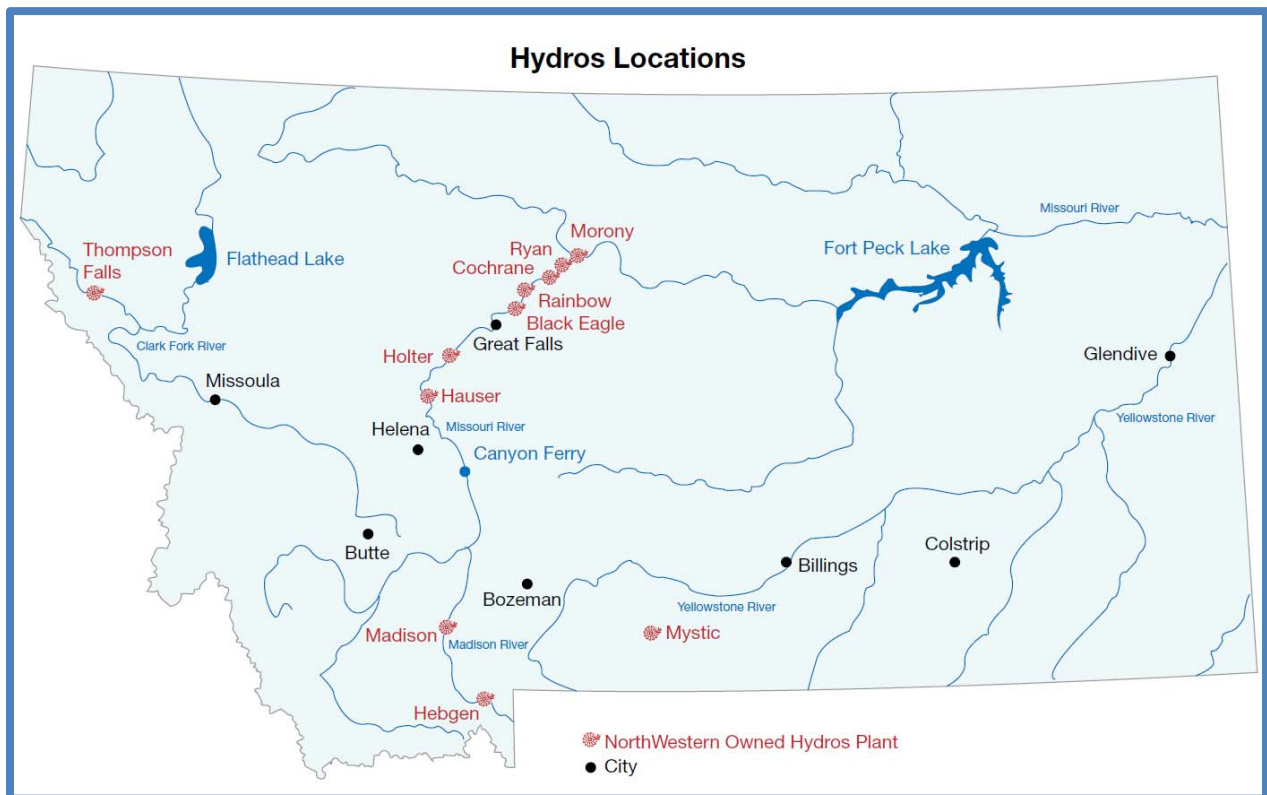 Hydros Locations
Missouri River
Morony
Ryan
Thompson
Falls
Flathead Lake
Fort Peck Lake
Cochrane
Rainbow
Black Eagle
Great Falls
Clark Fork River
Holter
Glendive
Missoula
Hauser
Yellowstone River
Helena
Missouri River
Canyon Ferry
Butte
Colstrip
Billings
Bozeman
Yellowstone River
Madison
Madison River
Mystic
Hebgen
NorthWestern Owned Hydros Plant
City